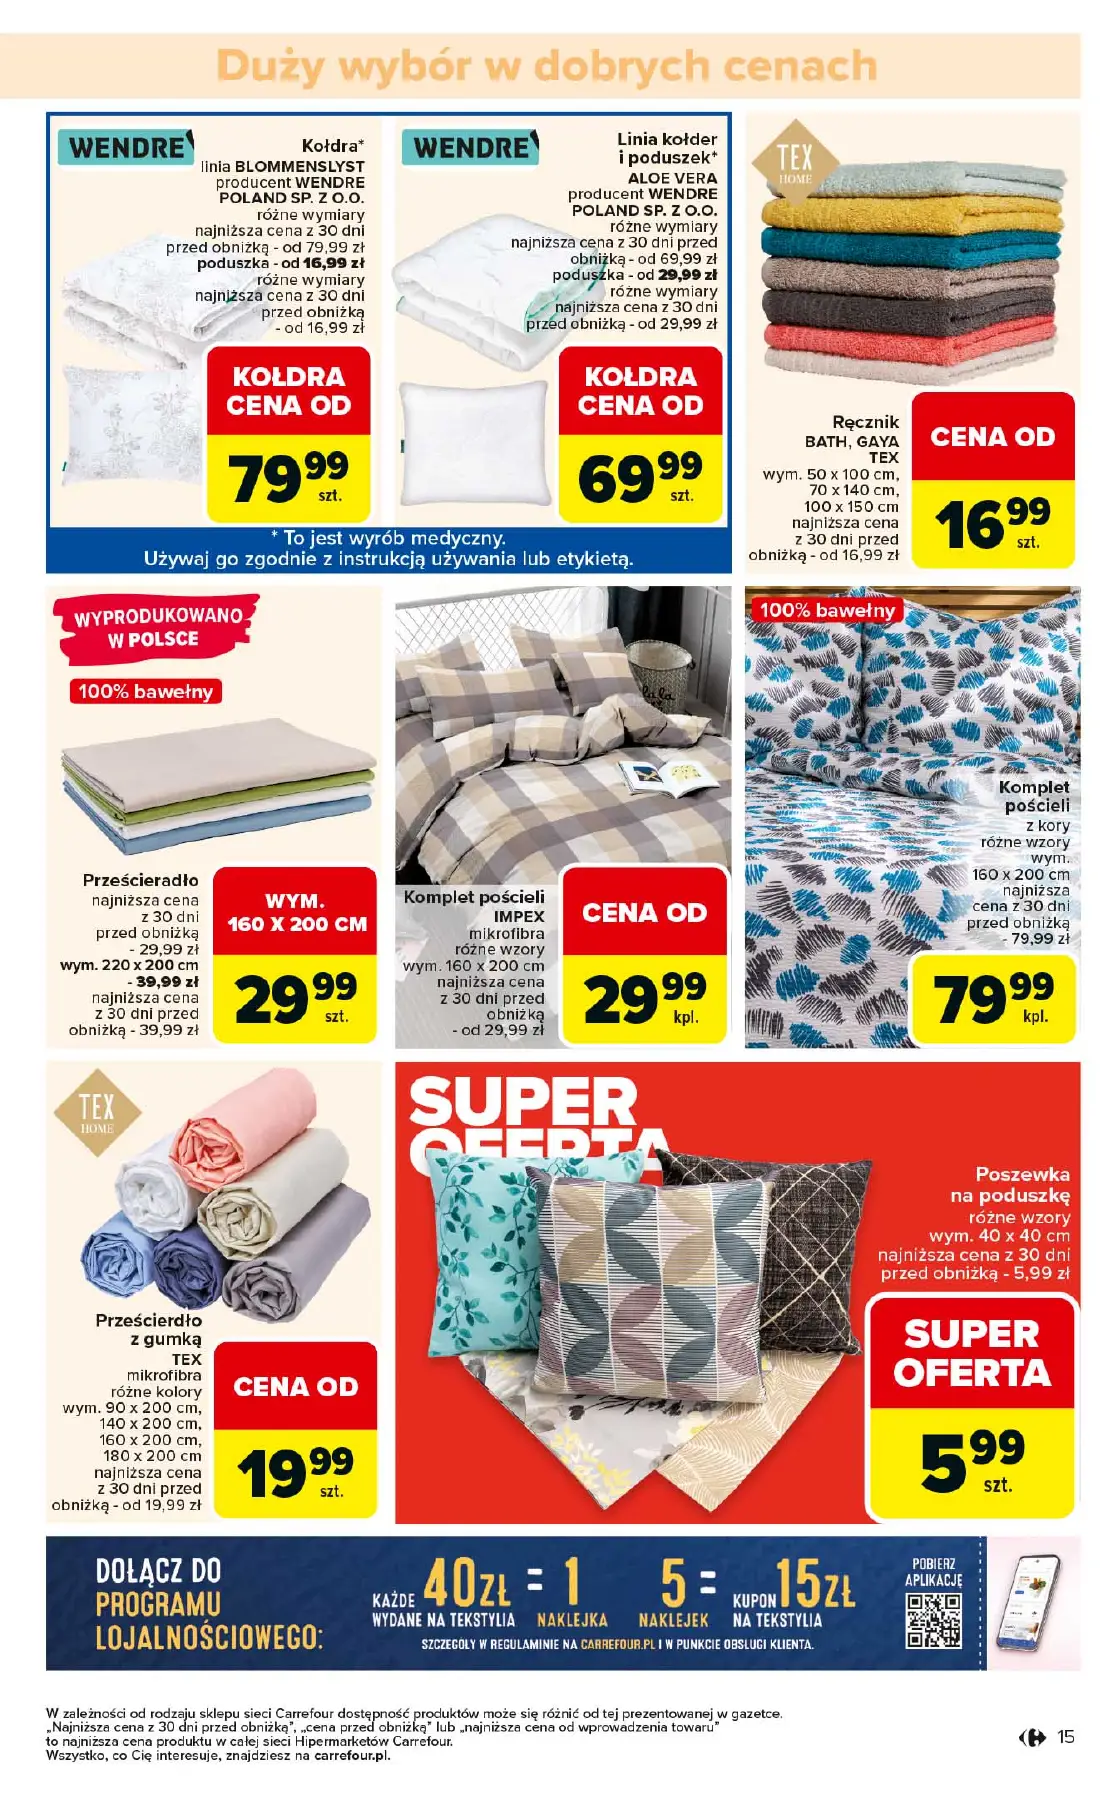 Duży wybór w dobrych cenach
WENDRE
Kołdra*
linia BLOMMENSLYST
producent WENDRE
POLAND SP. Z O.O.
różne wymiary
najniższa cena z 30 dni
przed obniżką - od 79,99 zł
poduszka - od 16,99 zł
różne wymiary
najniższa cena z 30 dni
przed obniżką
- od 16,99 zł
KOŁDRA
CENA OD
79 99
szt.
WENDRE
Linia kołder
i poduszek*
ALOE VERA
producent WENDRE
POLAND SP. Z O.O.
różne wymiary
najniższa cena z 30 dni przed
obniżką - od 69,99 zł
poduszka - od 29,99 zł
różne wymiary
najniższa cena z 30 dni
przed obniżką - od 29,99 zł
KOŁDRA
CENA OD
69 99
szt.
* To jest wyrób medyczny.
Używaj go zgodnie z instrukcją używania lub etykietą.
TEX
HOME
Ręcznik
BATH, GAYA
TEX
wym. 50 x 100 cm,
70 x 140 cm,
100 x 150 cm
najniższa cena
z 30 dni przed
obniżką - od 16,99 zł
CENA OD
16 99
szt.
WYPRODUKOWANO
W POLSCE
100% bawełny
Prześcieradło
najniższa cena
z 30 dni
przed obniżką
- 29,99 zł
wym. 220 x 200 cm
- 39,99 zł
najniższa cena
z 30 dni przed
obniżką - 39,99 zł
WYM.
160 X 200 CM
29 99
szt.
la la
Komplet pościeli
IMPEX
mikrofibra
różne wzory
wym. 160 x 200 cm
najniższa cena
z 30 dni przed
obniżką
- od 29,99 zł
CENA OD
29 99
kpl.
100% bawełny
Komplet
pościeli
z kory
różne wzory
wym.
160 x 200 cm
najniższa
cena z 30 dni
przed obniżką
- 79,99 zł
79 99
kpl.
TEX
HOME
Prześcierdło
z gumką
TEX
mikrofibra
różne kolory
wym. 90 x 200 cm,
140 x 200 cm,
160 x 200 cm,
180 x 200 cm
najniższa cena
z 30 dni przed
obniżką - od 19,99 zł
CENA OD
19 99
szt.
SUPER
OFERTA
Poszewka
na poduszkę
różne wzory
wym. 40 x 40 cm
najniższa cena z 30 dni
przed obniżką - 5,99 zł
SUPER
OFERTA
5 99
szt.
DOŁĄCZ DO
PROGRAMU
LOJALNOŚCIOWEGO:
KAŻDE 40ZŁ = 1 5 = KUPON 15ZŁ
WYDANE NA TEKSTYLIA NAKLEJKA NAKLEJEK NA TEKSTYLIA
SZCZEGÓŁY W REGULAMINIE NA CARREFOUR.PL I W PUNKCIE OBSŁUGI KLIENTA.
POBIERZ
APLIKACJĘ
W zależności od rodzaju sklepu sieci Carrefour dostępność produktów może się różnić od tej prezentowanej w gazetce.
„Najniższa cena z 30 dni przed obniżką", „cena przed obniżką" lub „najniższa cena od wprowadzenia towaru"
to najniższa cena produktu w całej sieci Hipermarketów Carrefour.
Wszystko, co Cię interesuje, znajdziesz na carrefour.pl.
15